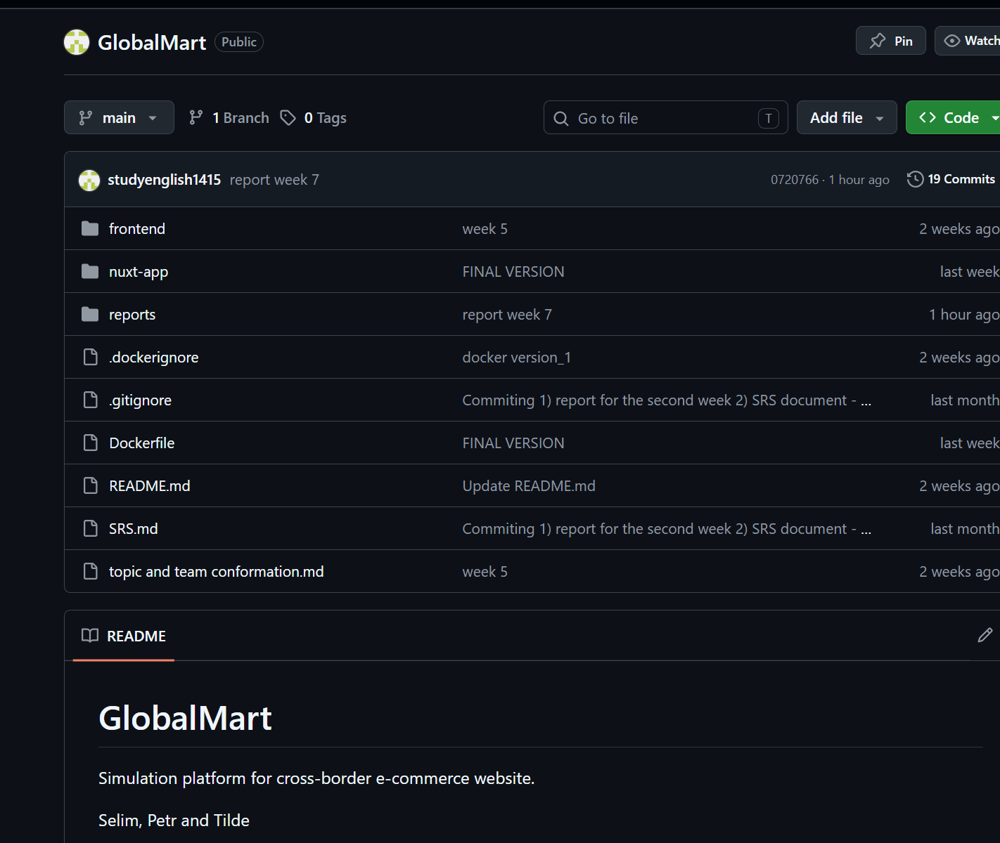 GlobalMart Public Pin Watch
main 1 Branch 0 Tags Go to file T Add file Code
studyenglish1415 report week 7 0720766 · 1 hour ago 19 Commits
frontend week 5 2 weeks ago
nuxt-app FINAL VERSION last week
reports report week 7 1 hour ago
.dockerignore docker version_1 2 weeks ago
.gitignore Commiting 1) report for the second week 2) SRS document - ... last month
Dockerfile FINAL VERSION last week
README.md Update README.md 2 weeks ago
SRS.md Commiting 1) report for the second week 2) SRS document - ... last month
topic and team conformation.md week 5 2 weeks ago
README
GlobalMart
Simulation platform for cross-border e-commerce website.
Selim, Petr and Tilde